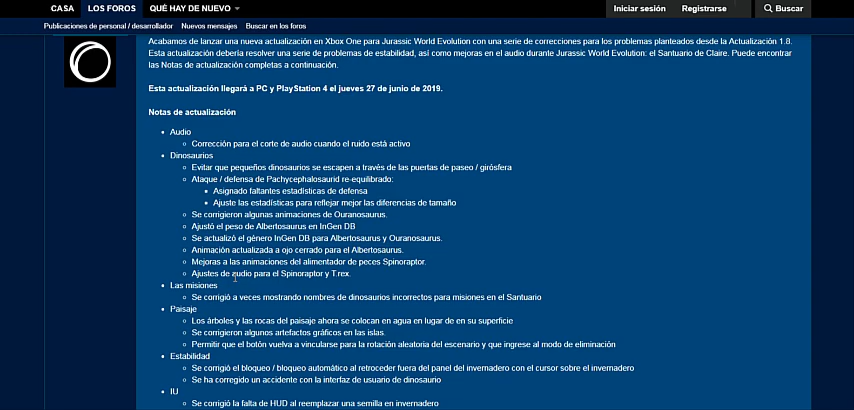 CASA LOS FOROS QUÉ HAY DE NUEVO Iniciar sesión Registrarse Buscar
Publicaciones de personal / desarrollador Nuevos mensajes Buscar en los foros
Acabamos de lanzar una nueva actualización en Xbox One para Jurassic World Evolution con una serie de correcciones para los problemas planteados desde la Actualización 1.8.
Esta actualización debería resolver una serie de problemas de estabilidad, así como mejoras en el audio durante Jurassic World Evolution: el Santuario de Claire. Puede encontrar
las Notas de actualización completas a continuación.
Esta actualización llegará a PC y PlayStation 4 el jueves 27 de junio de 2019.
Notas de actualización
Audio
Corrección para el corte de audio cuando el ruido está activo
Dinosaurios
Evitar que pequeños dinosaurios se escapen a través de las puertas de paseo / girósfera
Ataque / defensa de Pachycephalosaurid re-equilibrado:
Asignado faltantes estadísticas de defensa
Ajuste las estadísticas para reflejar mejor las diferencias de tamaño
Se corrigieron algunas animaciones de Ouranosaurus.
Ajustó el peso de Albertosaurus en InGen DB
Se actualizó el género InGen DB para Albertosaurus y Ouranosaurus.
Animación actualizada a ojo cerrado para el Albertosaurus.
Mejoras a las animaciones del alimentador de peces Spinoraptor.
Ajustes de audio para el Spinoraptor y T.rex.
Las misiones
Se corrigió a veces mostrando nombres de dinosaurios incorrectos para misiones en el Santuario
Paisaje
Los árboles y las rocas del paisaje ahora se colocan en agua en lugar de en su superficie
Se corrigieron algunos artefactos gráficos en las islas.
Permitir que el botón vuelva a vincularse para la rotación aleatoria del escenario y que ingrese al modo de eliminación
Estabilidad
Se corrigió el bloqueo / bloqueo automático al retroceder fuera del panel del invernadero con el cursor sobre el invernadero
Se ha corregido un accidente con la interfaz de usuario de dinosaurio
IU
Se corrigió la falta de HUD al reemplazar una semilla en invernadero